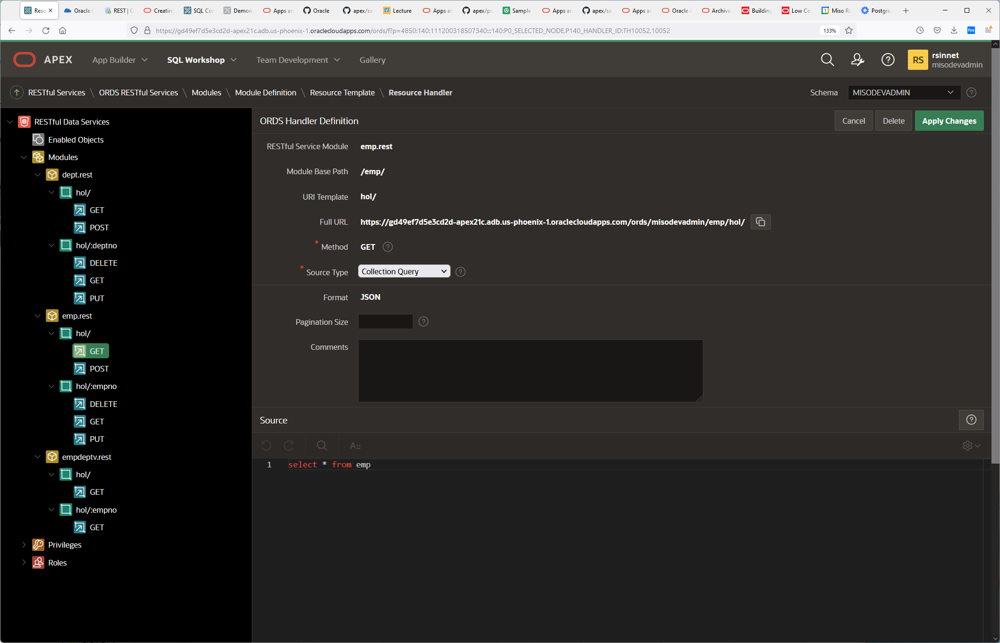 Reso
Oracle
REST | O
Creating
SQL Co
Demon
Apps an
Oracle
apex/sa
Lecture
Apps an
apex/po
Sample
Apps an
apex/sa
Apps an
Oracle A
Archive
Building
Low Co
Miso Ro
Postgre
https://gd49ef7d5e3cd2d-apex21c.adb.us-phoenix-1.oraclecloudapps.com/ords/f?p=4850:140:111200318507340:::140:P0_SELECTED_NODE,P140_HANDLER_ID:TH10052,10052
133%
fos
APEX
App Builder
SQL Workshop
Team Development
Gallery
RS
rsinnet
misodevadmin
RESTful Services \ ORDS RESTful Services \ Modules \ Module Definition \ Resource Template \ Resource Handler
Schema
MISODEVADMIN
RESTful Data Services
Enabled Objects
Modules
dept.rest
hol/
GET
POST
hol/:deptno
DELETE
GET
PUT
emp.rest
hol/
GET
POST
hol/:empno
DELETE
GET
PUT
empdeptv.rest
hol/
GET
hol/:empno
GET
Privileges
Roles
ORDS Handler Definition
Cancel
Delete
Apply Changes
RESTful Service Module emp.rest
Module Base Path /emp/
URI Template hol/
Full URL https://gd49ef7d5e3cd2d-apex21c.adb.us-phoenix-1.oraclecloudapps.com/ords/misodevadmin/emp/hol/
* Method GET
* Source Type Collection Query
Format JSON
Pagination Size
Comments
Source
1 select * from emp